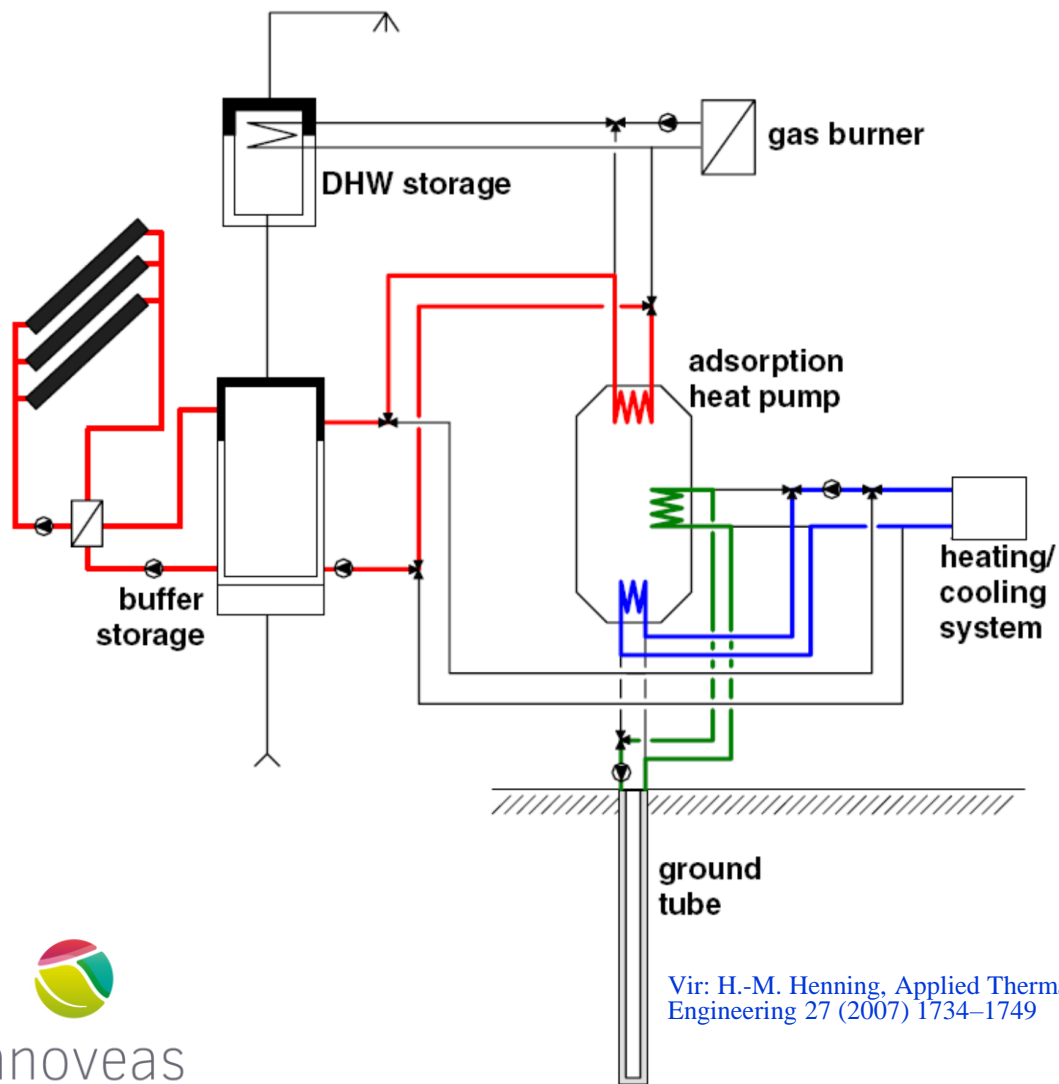 gas burner
DHW storage
adsorption
heat pump
heating/
cooling
system
buffer
storage
ground
tube
Vir: H.-M. Henning, Applied Therm
Engineering 27 (2007) 1734–1749
nnoveas